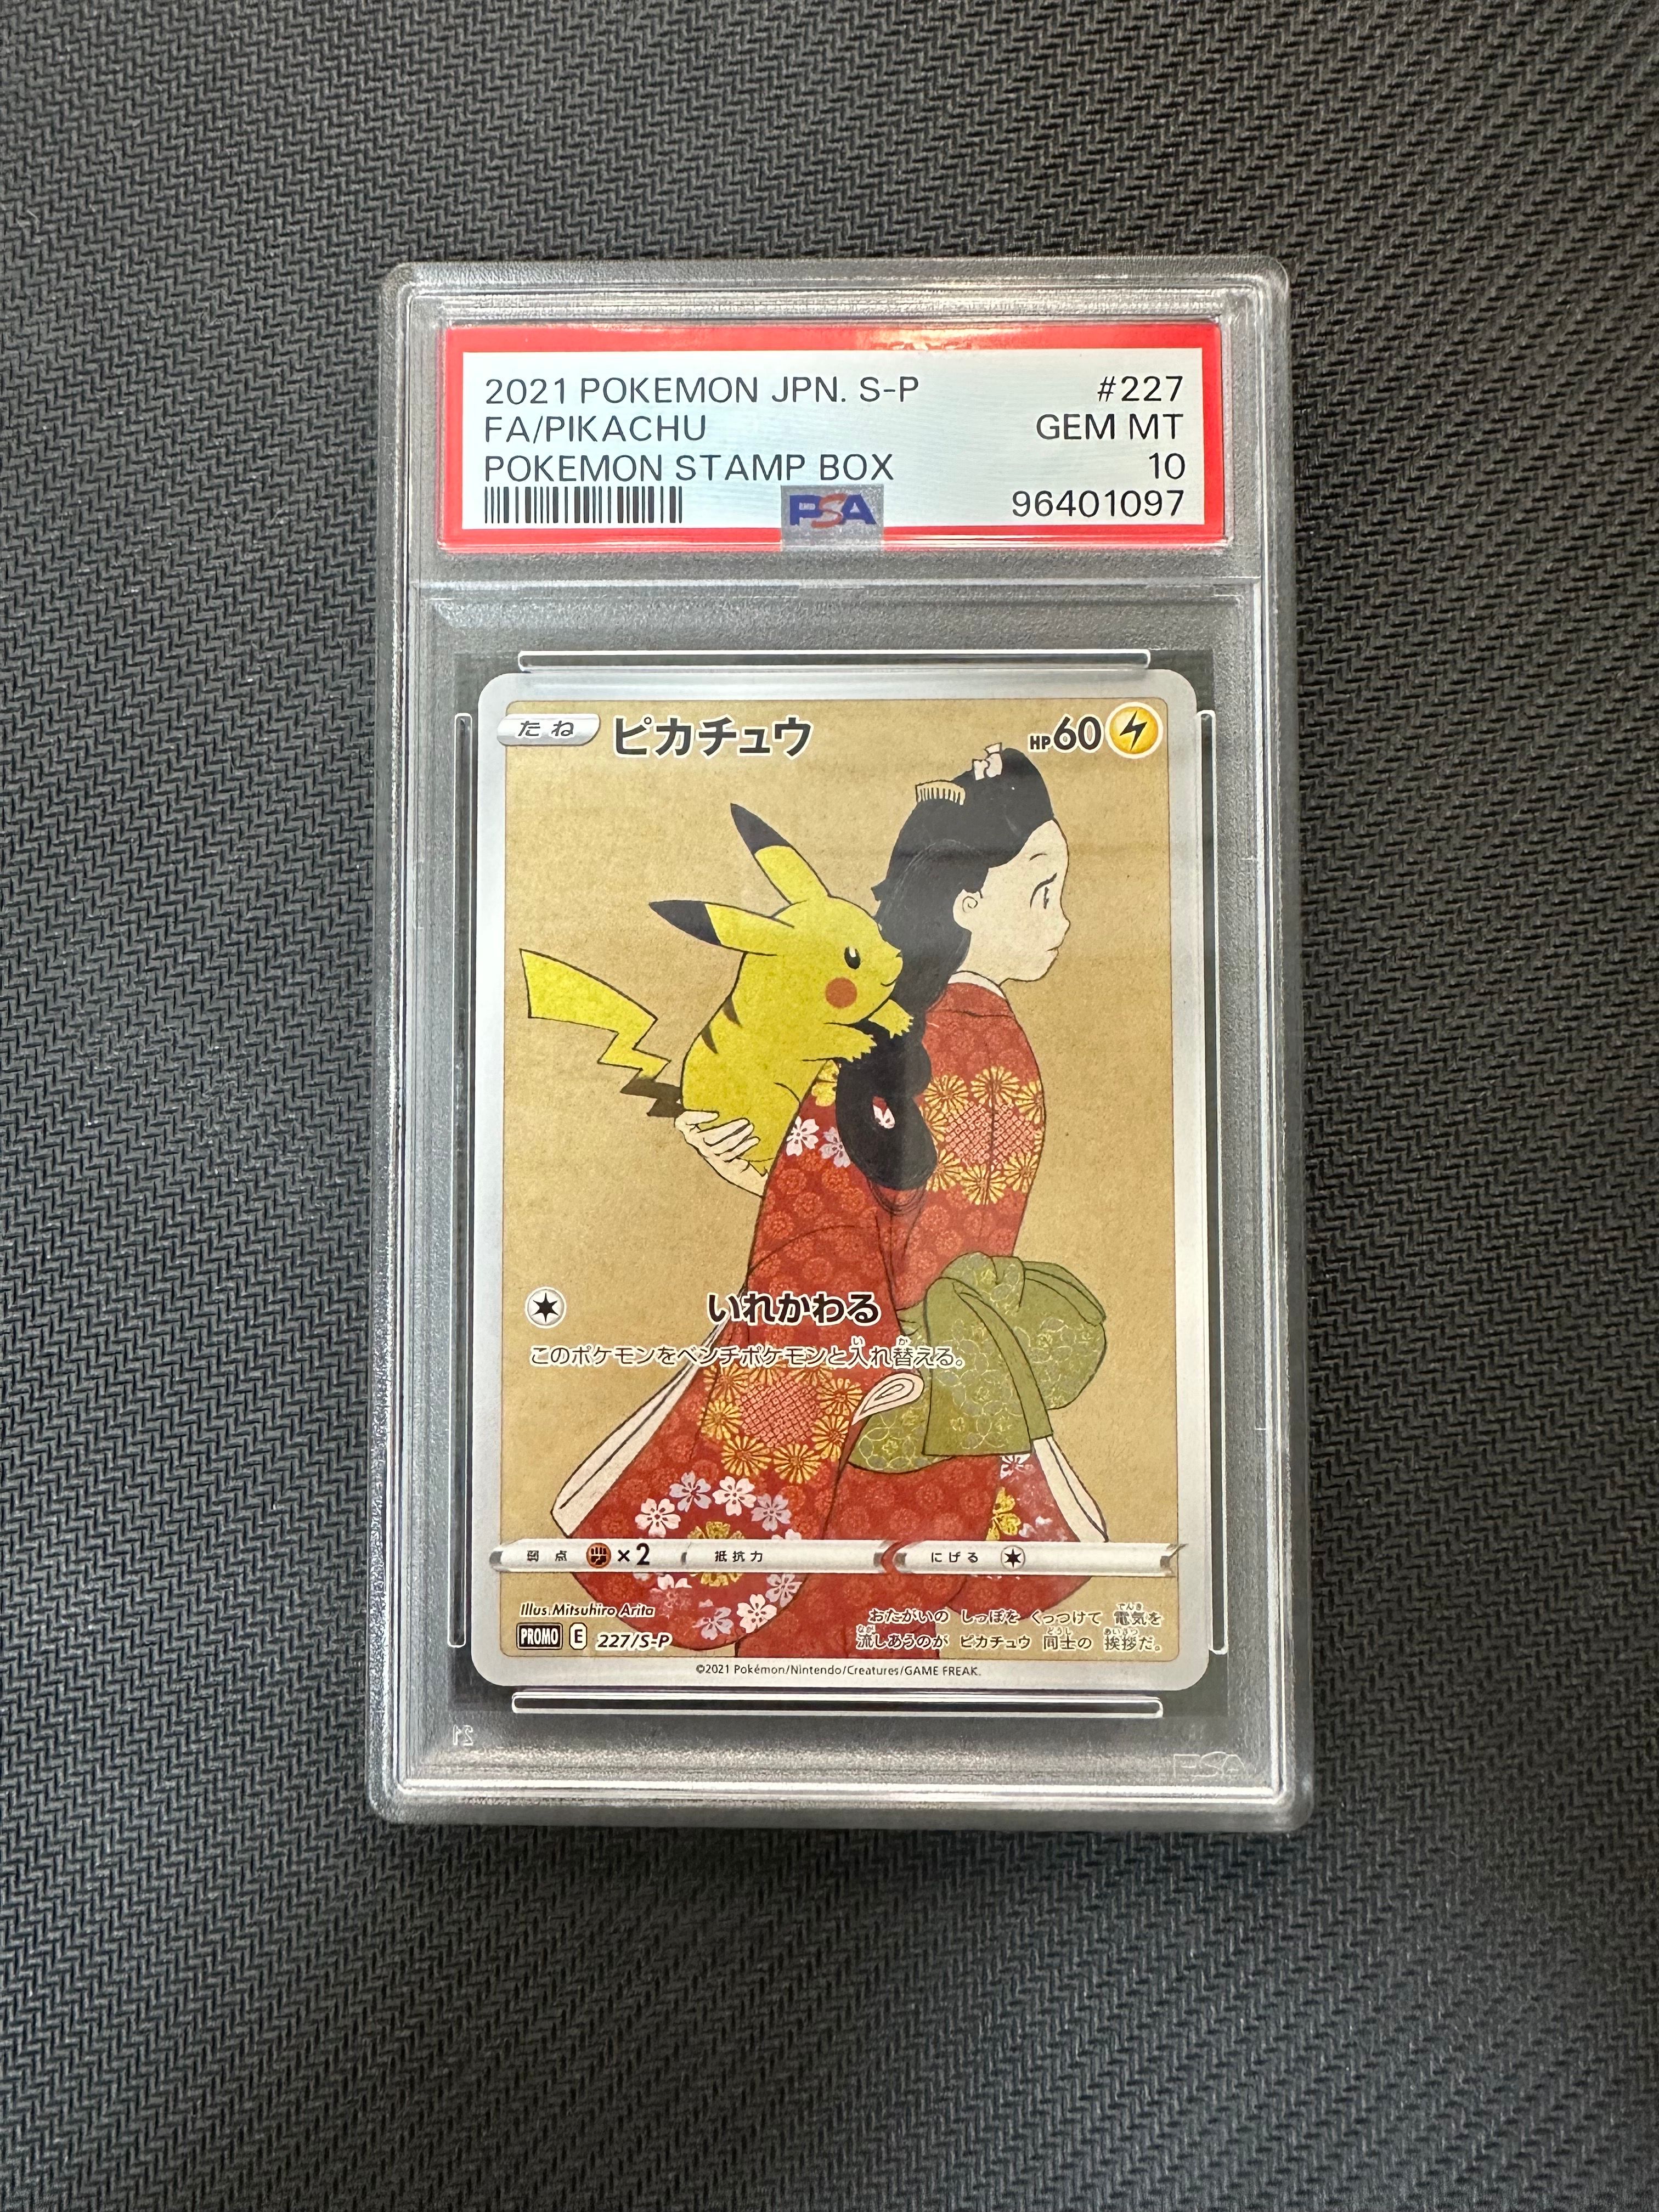 2021 POKEMON JPN. S-P #227
FA/PIKACHU GEM MT
POKEMON STAMP BOX 10
PSA 96401097
たね ピカチュウ HP60
いれかわる
このポケモンをベンチポケモンと入れ替える。
弱点 ×2 抵抗力 にげる
Illus. Mitsuhiro Arita
PROMO E 227/S-P
おたがいの しっぽを くっつけて 電気を
流しあうのが ピカチュウ 同士の 挨拶だ。
©2021 Pokémon/Nintendo/Creatures/GAME FREAK.
21 PSA